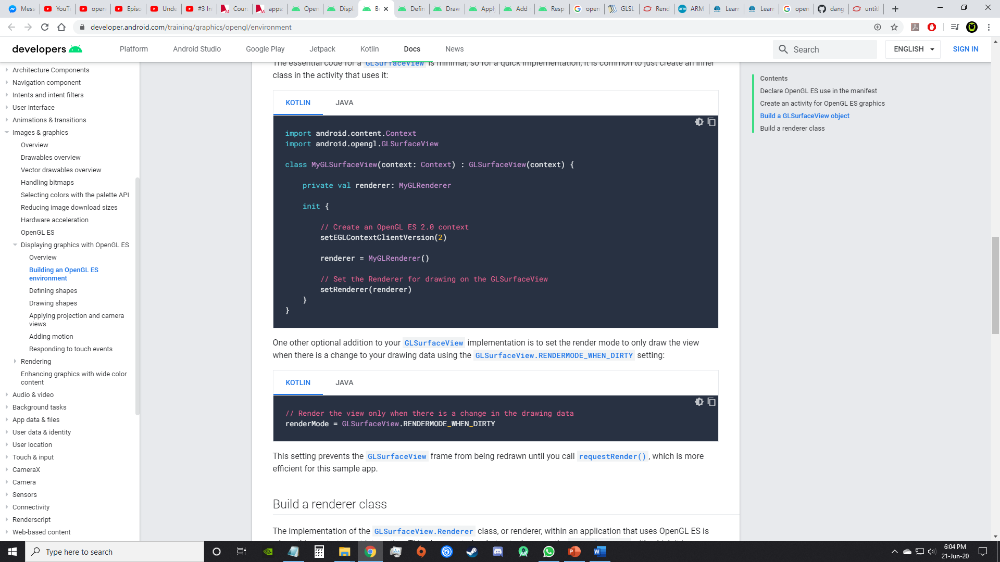 Mess
YouTu
open
Episo
Unde
#3 In
Cours
apps
Open
Displa
B
Defin
Draw
Apply
Add
Resp
open
GLSL
Rend
ARM
Learn
Learn
open
dang
untitl
developer.android.com/training/graphics/opengl/environment
developers
Platform
Android Studio
Google Play
Jetpack
Kotlin
Docs
News
Search
ENGLISH
SIGN IN
Architecture Components
Navigation component
Intents and intent filters
User interface
Animations & transitions
Images & graphics
Overview
Drawables overview
Vector drawables overview
Handling bitmaps
Selecting colors with the palette API
Reducing image download sizes
Hardware acceleration
OpenGL ES
Displaying graphics with OpenGL ES
Overview
Building an OpenGL ES
environment
Defining shapes
Drawing shapes
Applying projection and camera
views
Adding motion
Responding to touch events
Rendering
Enhancing graphics with wide color
content
Audio & video
Background tasks
App data & files
User data & identity
User location
Touch & input
CameraX
Camera
Sensors
Connectivity
Renderscript
Web-based content
The essential code for a GLSurfaceView is minimal, so for a quick implementation, it is common to just create an inner
class in the activity that uses it:
KOTLIN
JAVA
import android.content.Context
import android.opengl.GLSurfaceView
class MyGLSurfaceView(context: Context) : GLSurfaceView(context) {
private val renderer: MyGLRenderer
init {
// Create an OpenGL ES 2.0 context
setEGLContextClientVersion(2)
renderer = MyGLRenderer()
// Set the Renderer for drawing on the GLSurfaceView
setRenderer(renderer)
}
}
One other optional addition to your GLSurfaceView implementation is to set the render mode to only draw the view
when there is a change to your drawing data using the GLSurfaceView.RENDERMODE_WHEN_DIRTY setting:
KOTLIN
JAVA
// Render the view only when there is a change in the drawing data
renderMode = GLSurfaceView.RENDERMODE_WHEN_DIRTY
This setting prevents the GLSurfaceView frame from being redrawn until you call requestRender(), which is more
efficient for this sample app.
Build a renderer class
The implementation of the GLSurfaceView.Renderer class, or renderer, within an application that uses OpenGL ES is
Contents
Declare OpenGL ES use in the manifest
Create an activity for OpenGL ES graphics
Build a GLSurfaceView object
Build a renderer class
Type here to search
6:04 PM
21-Jun-20